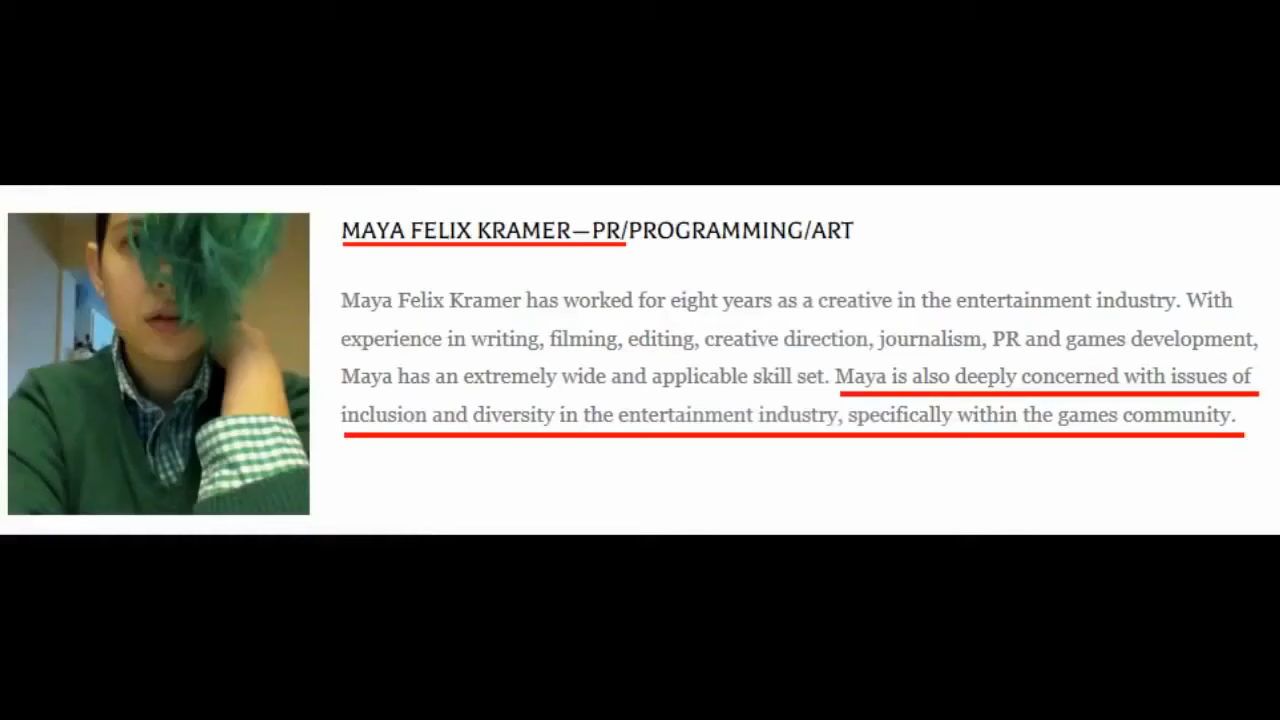 MAYA FELIX KRAMER—PR/PROGRAMMING/ART
Maya Felix Kramer has worked for eight years as a creative in the entertainment industry. With
experience in writing, filming, editing, creative direction, journalism, PR and games development,
Maya has an extremely wide and applicable skill set. Maya is also deeply concerned with issues of
inclusion and diversity in the entertainment industry, specifically within the games community.